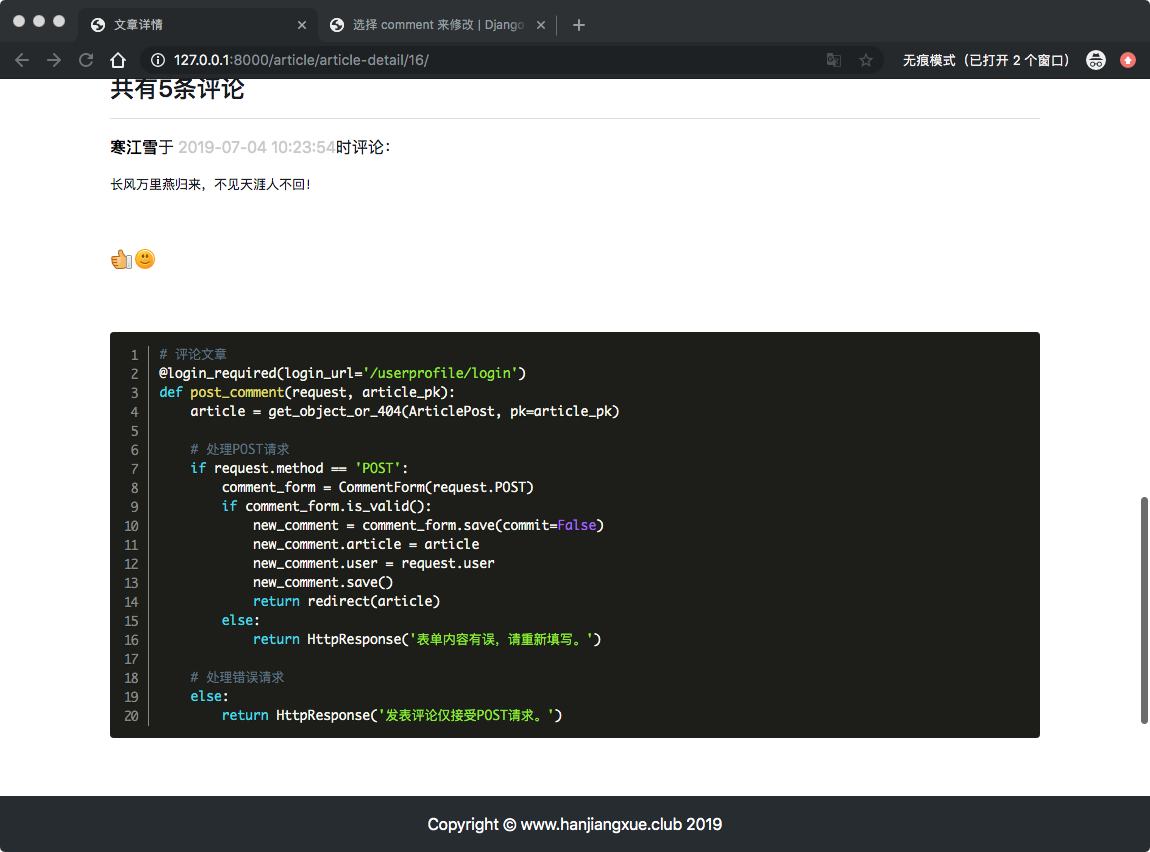 文章详情
选择 comment 来修改 | Django
127.0.0.1:8000/article/article-detail/16/
无痕模式（已打开 2 个窗口）
共有5条评论
寒江雪于 2019-07-04 10:23:54时评论：
长风万里燕归来，不见天涯人不回！
1 # 评论文章
2 @login_required(login_url='/userprofile/login')
3 def post_comment(request, article_pk):
4     article = get_object_or_404(ArticlePost, pk=article_pk)
5
6     # 处理POST请求
7     if request.method == 'POST':
8         comment_form = CommentForm(request.POST)
9         if comment_form.is_valid():
10             new_comment = comment_form.save(commit=False)
11             new_comment.article = article
12             new_comment.user = request.user
13             new_comment.save()
14             return redirect(article)
15         else:
16             return HttpResponse('表单内容有误，请重新填写。')
17
18     # 处理错误请求
19     else:
20         return HttpResponse('发表评论仅接受POST请求。')
Copyright © www.hanjiangxue.club 2019